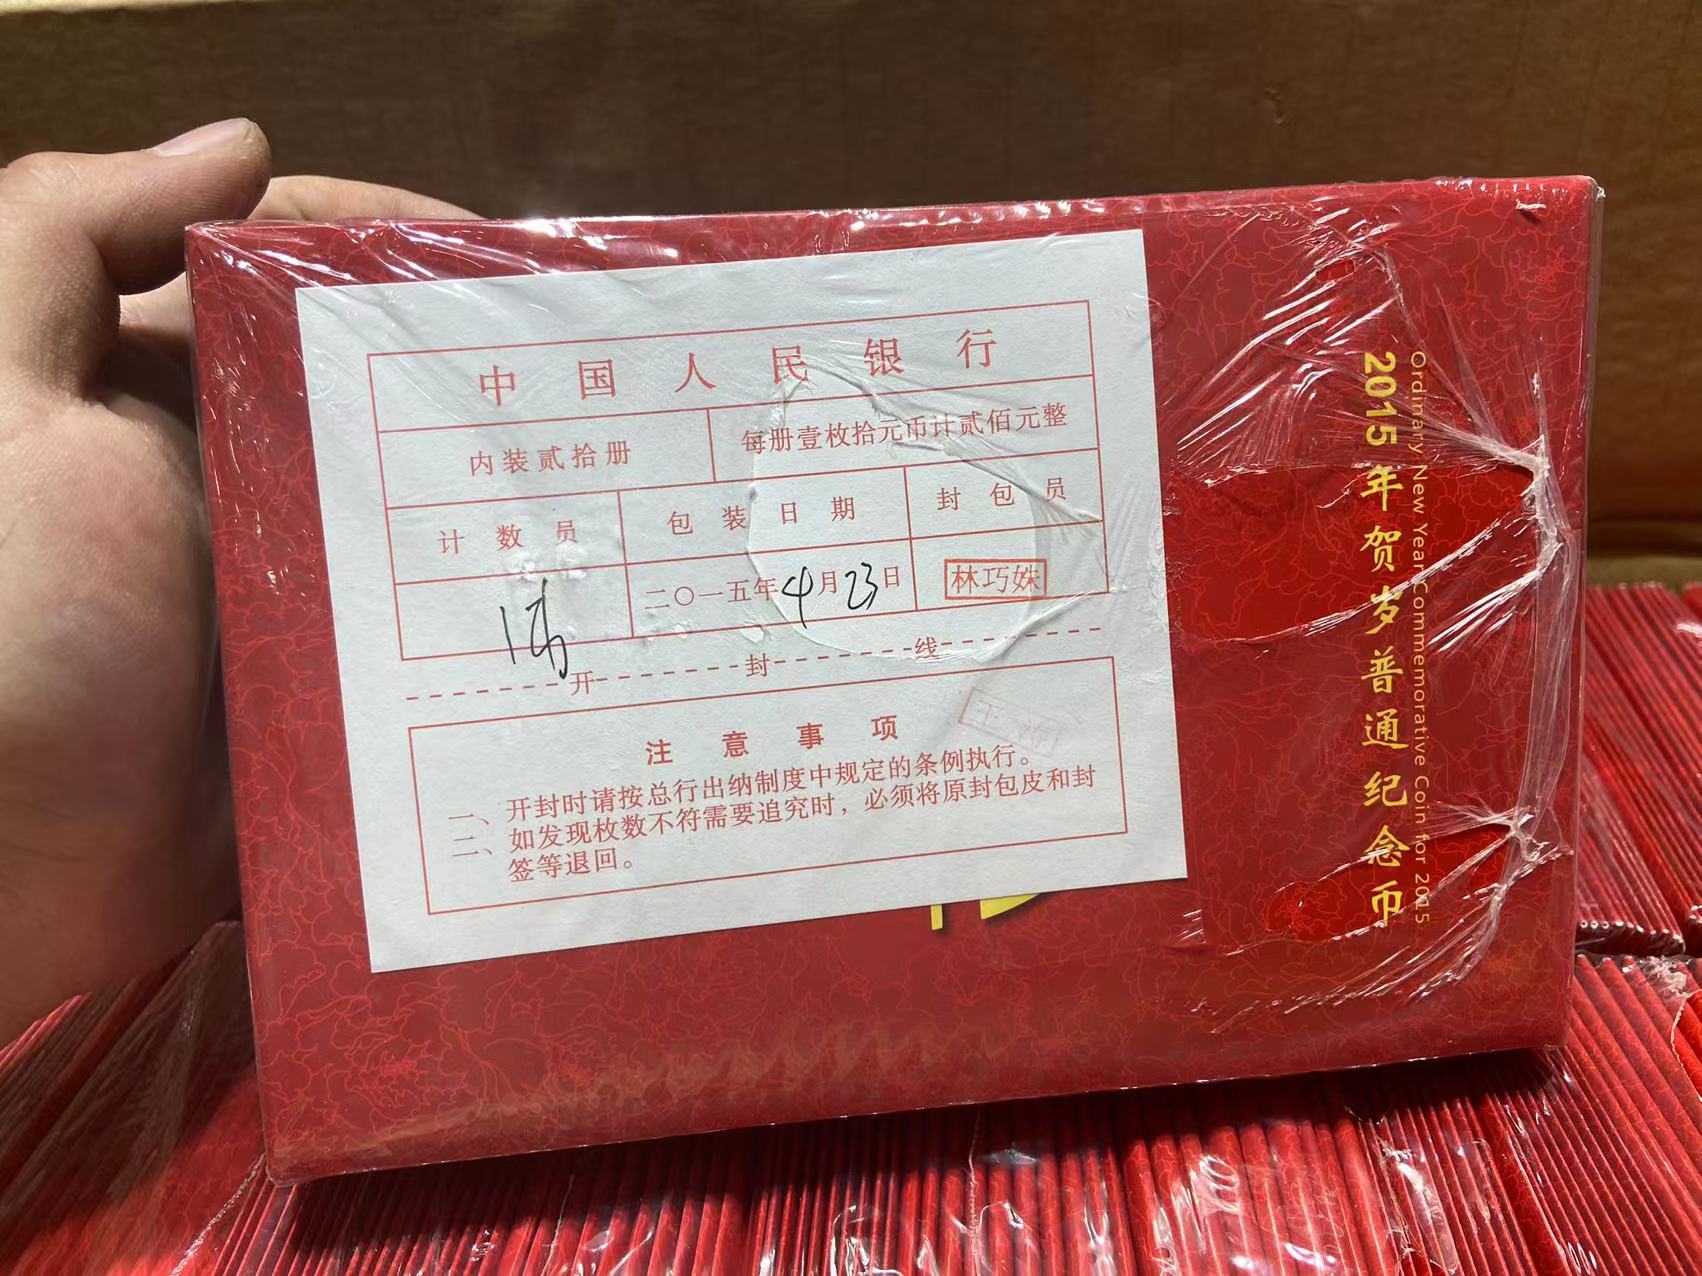 中国人民银行
内装贰拾册
每册壹枚拾元币计贰佰元整
计数员
包装日期
封包员
二〇一五年4月23日
林巧姝
开封线
注意事项
一、开封时请按总行出纳制度中规定的条例执行。
二、如发现枚数不符需要追究时，必须将原封包皮和封
签等退回。
2015年贺岁普通纪念币
Ordinary New Year Commemorative Coin for 2015